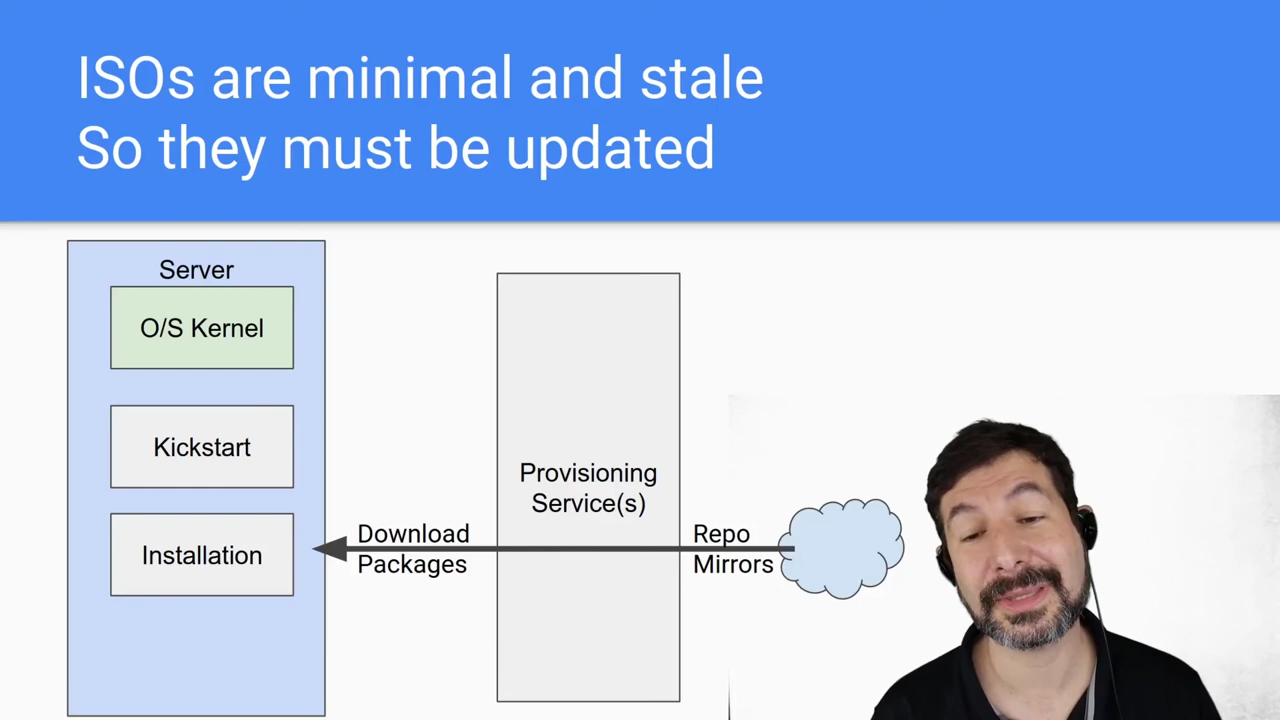 ISOs are minimal and stale
So they must be updated
Server
O/S Kernel
Kickstart
Installation
Download
Packages
Provisioning
Service(s)
Repo
Mirrors